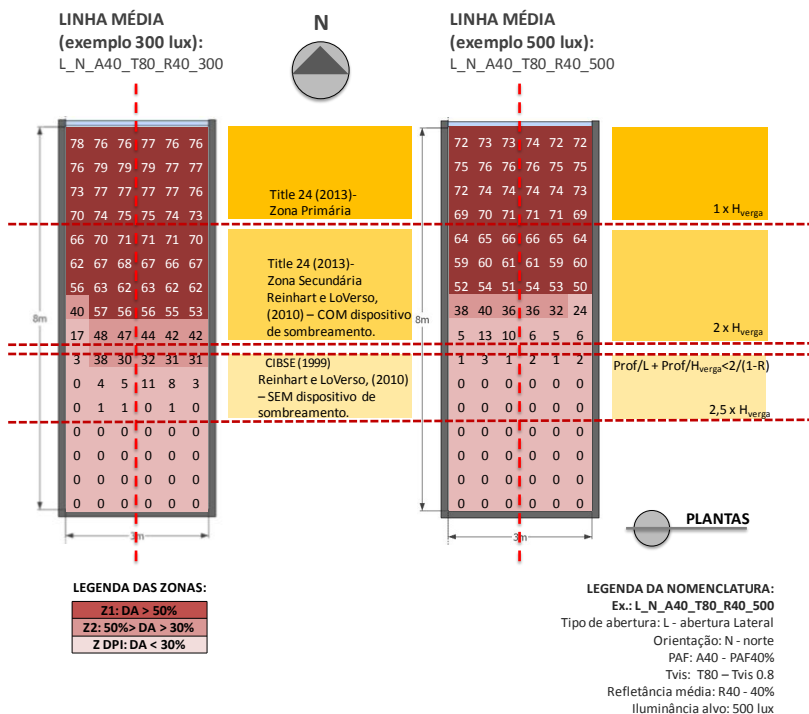 LINHA MÉDIA
(exemplo 300 lux):
L_N_A40_T80_R40_300
N
LINHA MÉDIA
(exemplo 500 lux):
L_N_A40_T80_R40_500
78 76 76 77 76 76
76 79 79 79 77 77
73 77 77 77 77 76
70 74 75 75 74 73
66 70 71 71 71 70
62 67 68 67 66 67
56 63 63 63 62 62
40 57 56 56 55 53
17 48 47 44 42 42
3 38 30 32 31 31
0 4 5 11 8 3
0 1 1 0 1 0
0 0 0 0 0 0
0 0 0 0 0 0
0 0 0 0 0 0
0 0 0 0 0 0
8m
3m
Title 24 (2013)-
Zona Primária
Title 24 (2013)-
Zona Secundária
Reinhart e LoVerso,
(2010) – COM dispositivo
de sombreamento.
CIBSE (1999)
Reinhart e LoVerso, (2010)
– SEM dispositivo de
sombreamento.
72 73 73 74 72 72
75 76 76 76 75 75
72 74 74 74 74 73
69 70 71 71 71 69
64 65 66 66 65 64
59 60 61 61 60 59
52 54 51 54 53 50
38 40 36 36 32 24
5 13 10 6 5 6
1 3 1 2 1 2
0 0 0 0 0 0
0 0 0 0 0 0
0 0 0 0 0 0
0 0 0 0 0 0
0 0 0 0 0 0
0 0 0 0 0 0
8m
3m
1 x Hverga
2 x Hverga
Prof/L + Prof/Hverga<2/(1-R)
2,5 x Hverga
PLANTAS
LEGENDA DAS ZONAS:
Z1: DA > 50%
Z2: 50%> DA > 30%
Z DPI: DA < 30%
LEGENDA DA NOMENCLATURA:
Ex.: L_N_A40_T80_R40_500
Tipo de abertura: L - abertura Lateral
Orientação: N - norte
PAF: A40 - PAF40%
Tvis: T80 – Tvis 0.8
Refletância média: R40 - 40%
Iluminância alvo: 500 lux